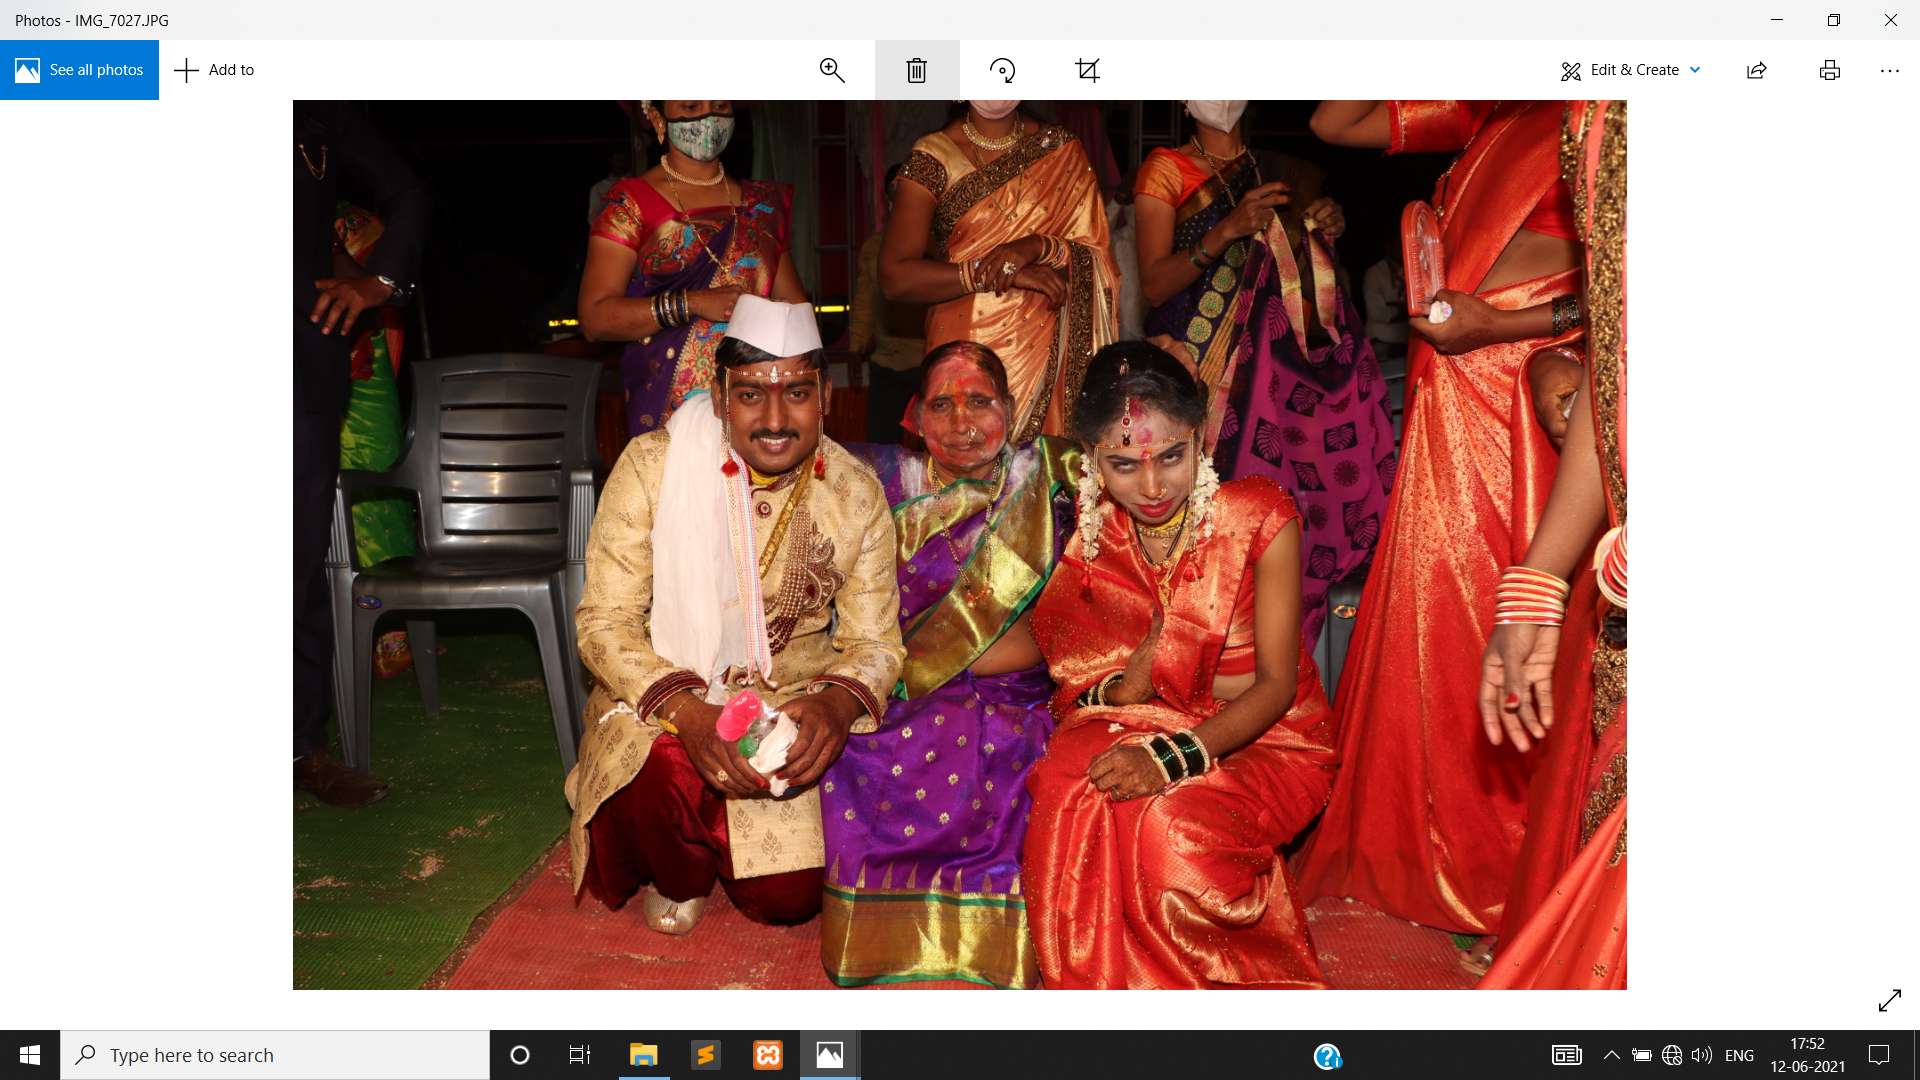 Photos - IMG_7027.JPG
See all photos
Add to
Edit & Create
Type here to search
ENG
17:52
12-06-2021